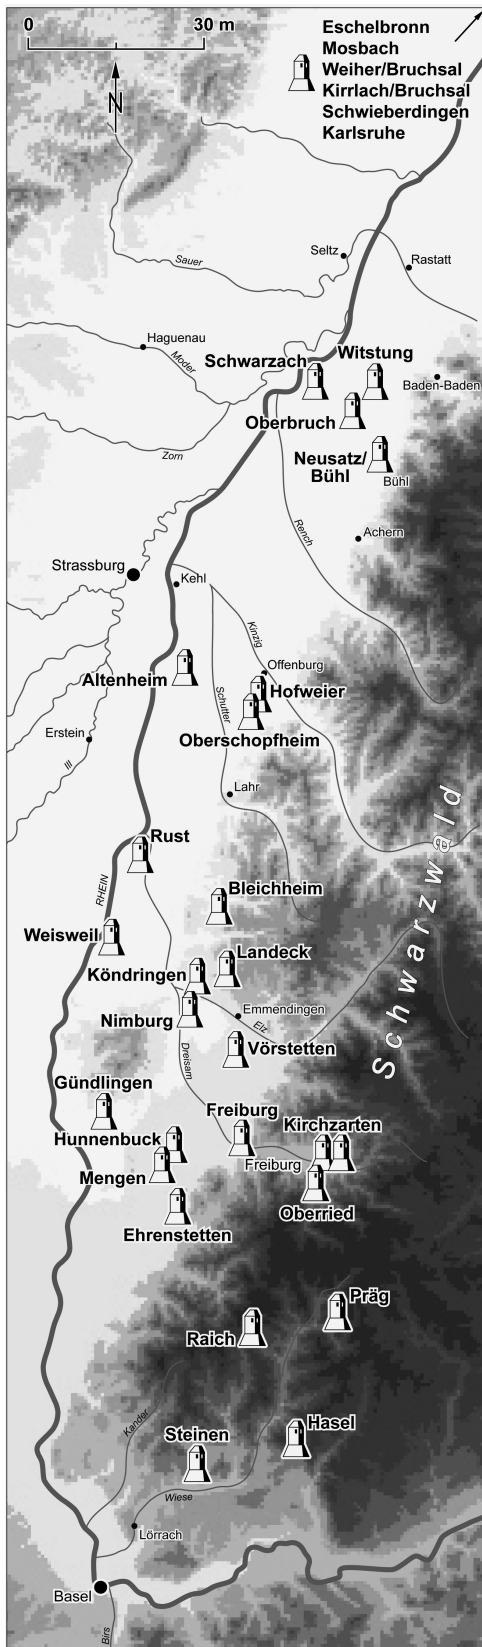 0 30 m
Eschelbronn
Mosbach
Weiher/Bruchsal
Kirrlach/Bruchsal
Schwieberdingen
Karlsruhe
N
Seltz
Rastatt
Sauer
Haguenau
Moder
Schwarzach
Witstung
Baden-Baden
Oberbruch
Zorn
Neusatz/
Bühl
Bühl
Rench
Achern
Strassburg
Kehl
Kinzig
Altenheim
Offenburg
Hofweier
Schutter
Oberschopfheim
Erstein
Ill
Lahr
Schwarzwald
Rust
RHEIN
Bleichheim
Weisweil
Landeck
Köndringen
Nimburg
Emmendingen
Elz
Vörstetten
Dreisam
Gündlingen
Freiburg
Kirchzarten
Hunnenbuck
Freiburg
Mengen
Oberried
Ehrenstetten
Präg
Raich
Kander
Hasel
Steinen
Wiese
Lörrach
Basel
Birs